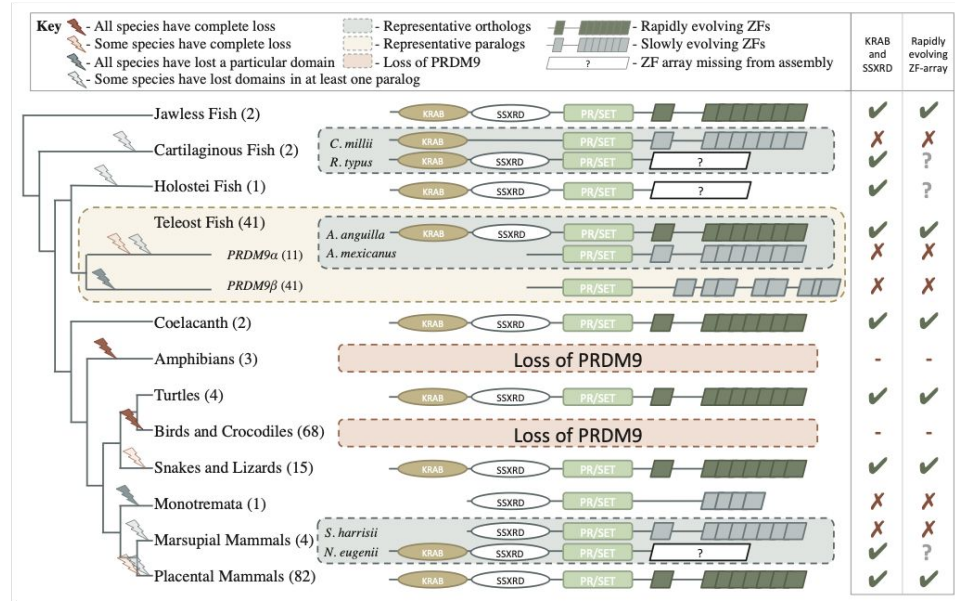 Key
- All species have complete loss
- Some species have complete loss
- All species have lost a particular domain
- Some species have lost domains in at least one paralog
- Representative orthologs
- Representative paralogs
- Loss of PRDM9
- Rapidly evolving ZFs
- Slowly evolving ZFs
? - ZF array missing from assembly
KRAB and SSXRD
Rapidly evolving ZF-array
Jawless Fish (2) KRAB SSXRD PR/SET ✔ ✔
Cartilaginous Fish (2)
C. millii KRAB PR/SET ✗ ✗
R. typus KRAB SSXRD PR/SET ? ✔ ?
Holostei Fish (1) KRAB SSXRD PR/SET ? ✔ ?
Teleost Fish (41)
A. anguilla KRAB SSXRD PR/SET ✔ ✔
PRDM9α (11) A. mexicanus PR/SET ✗ ✗
PRDM9β (41) PR/SET ✗ ✗
Coelacanth (2) KRAB SSXRD PR/SET ✔ ✔
Amphibians (3) Loss of PRDM9 - -
Turtles (4) KRAB SSXRD PR/SET ✔ ✔
Birds and Crocodiles (68) Loss of PRDM9 - -
Snakes and Lizards (15) KRAB SSXRD PR/SET ✔ ✔
Monotremata (1) SSXRD PR/SET ✗ ✗
Marsupial Mammals (4)
S. harrisii SSXRD PR/SET ✗ ✗
N. eugenii KRAB SSXRD PR/SET ? ✔ ?
Placental Mammals (82) KRAB SSXRD PR/SET ✔ ✔